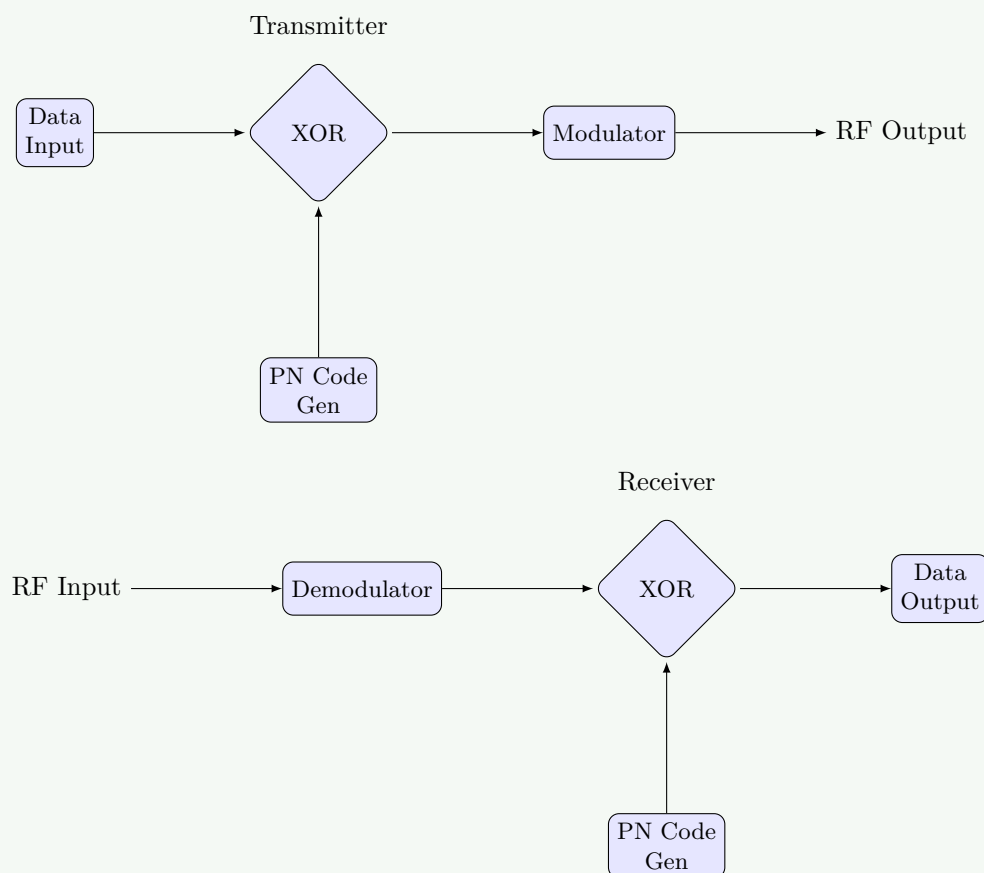 Transmitter
Data
Input
XOR
Modulator
RF Output
PN Code
Gen
Receiver
RF Input
Demodulator
XOR
Data
Output
PN Code
Gen